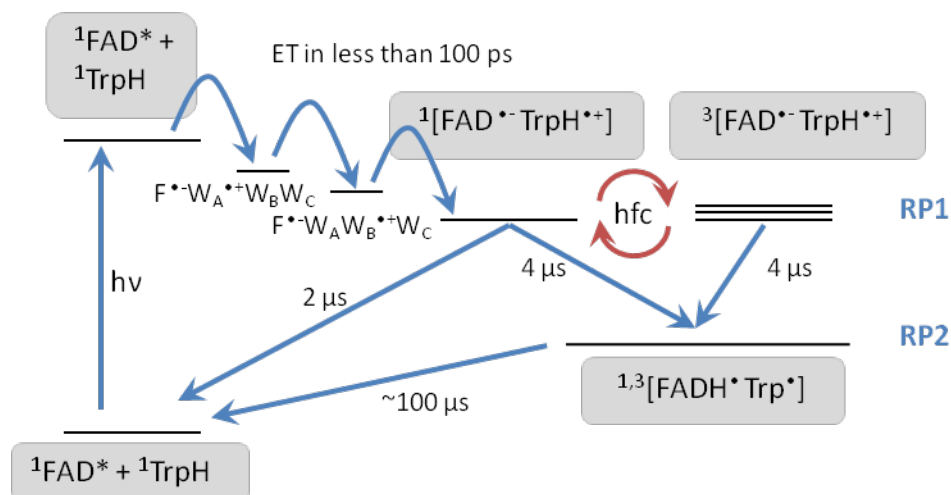 ¹FAD* +
¹TrpH
ET in less than 100 ps
¹[FAD•⁻ TrpH•⁺]
³[FAD•⁻ TrpH•⁺]
F•⁻W_A•⁺W_BW_C
F•⁻W_AW_B•⁺W_C
hfc
RP1
hν
2 µs
4 µs
4 µs
RP2
¹,³[FADH• Trp•]
~100 µs
¹FAD* + ¹TrpH